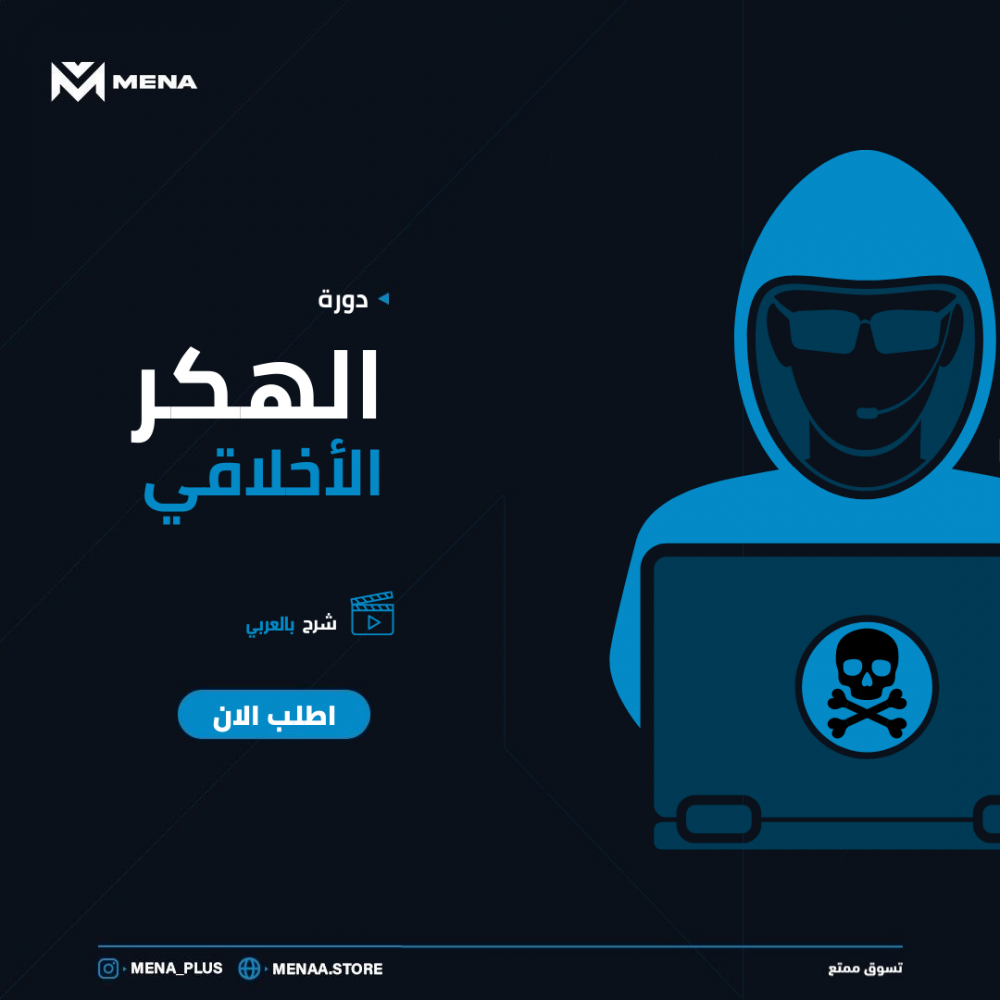 MENA
دورة
الهكر
الأخلاقي
شرح بالعربي
اطلب الان
MENA_PLUS MENAA.STORE تسوق ممتع